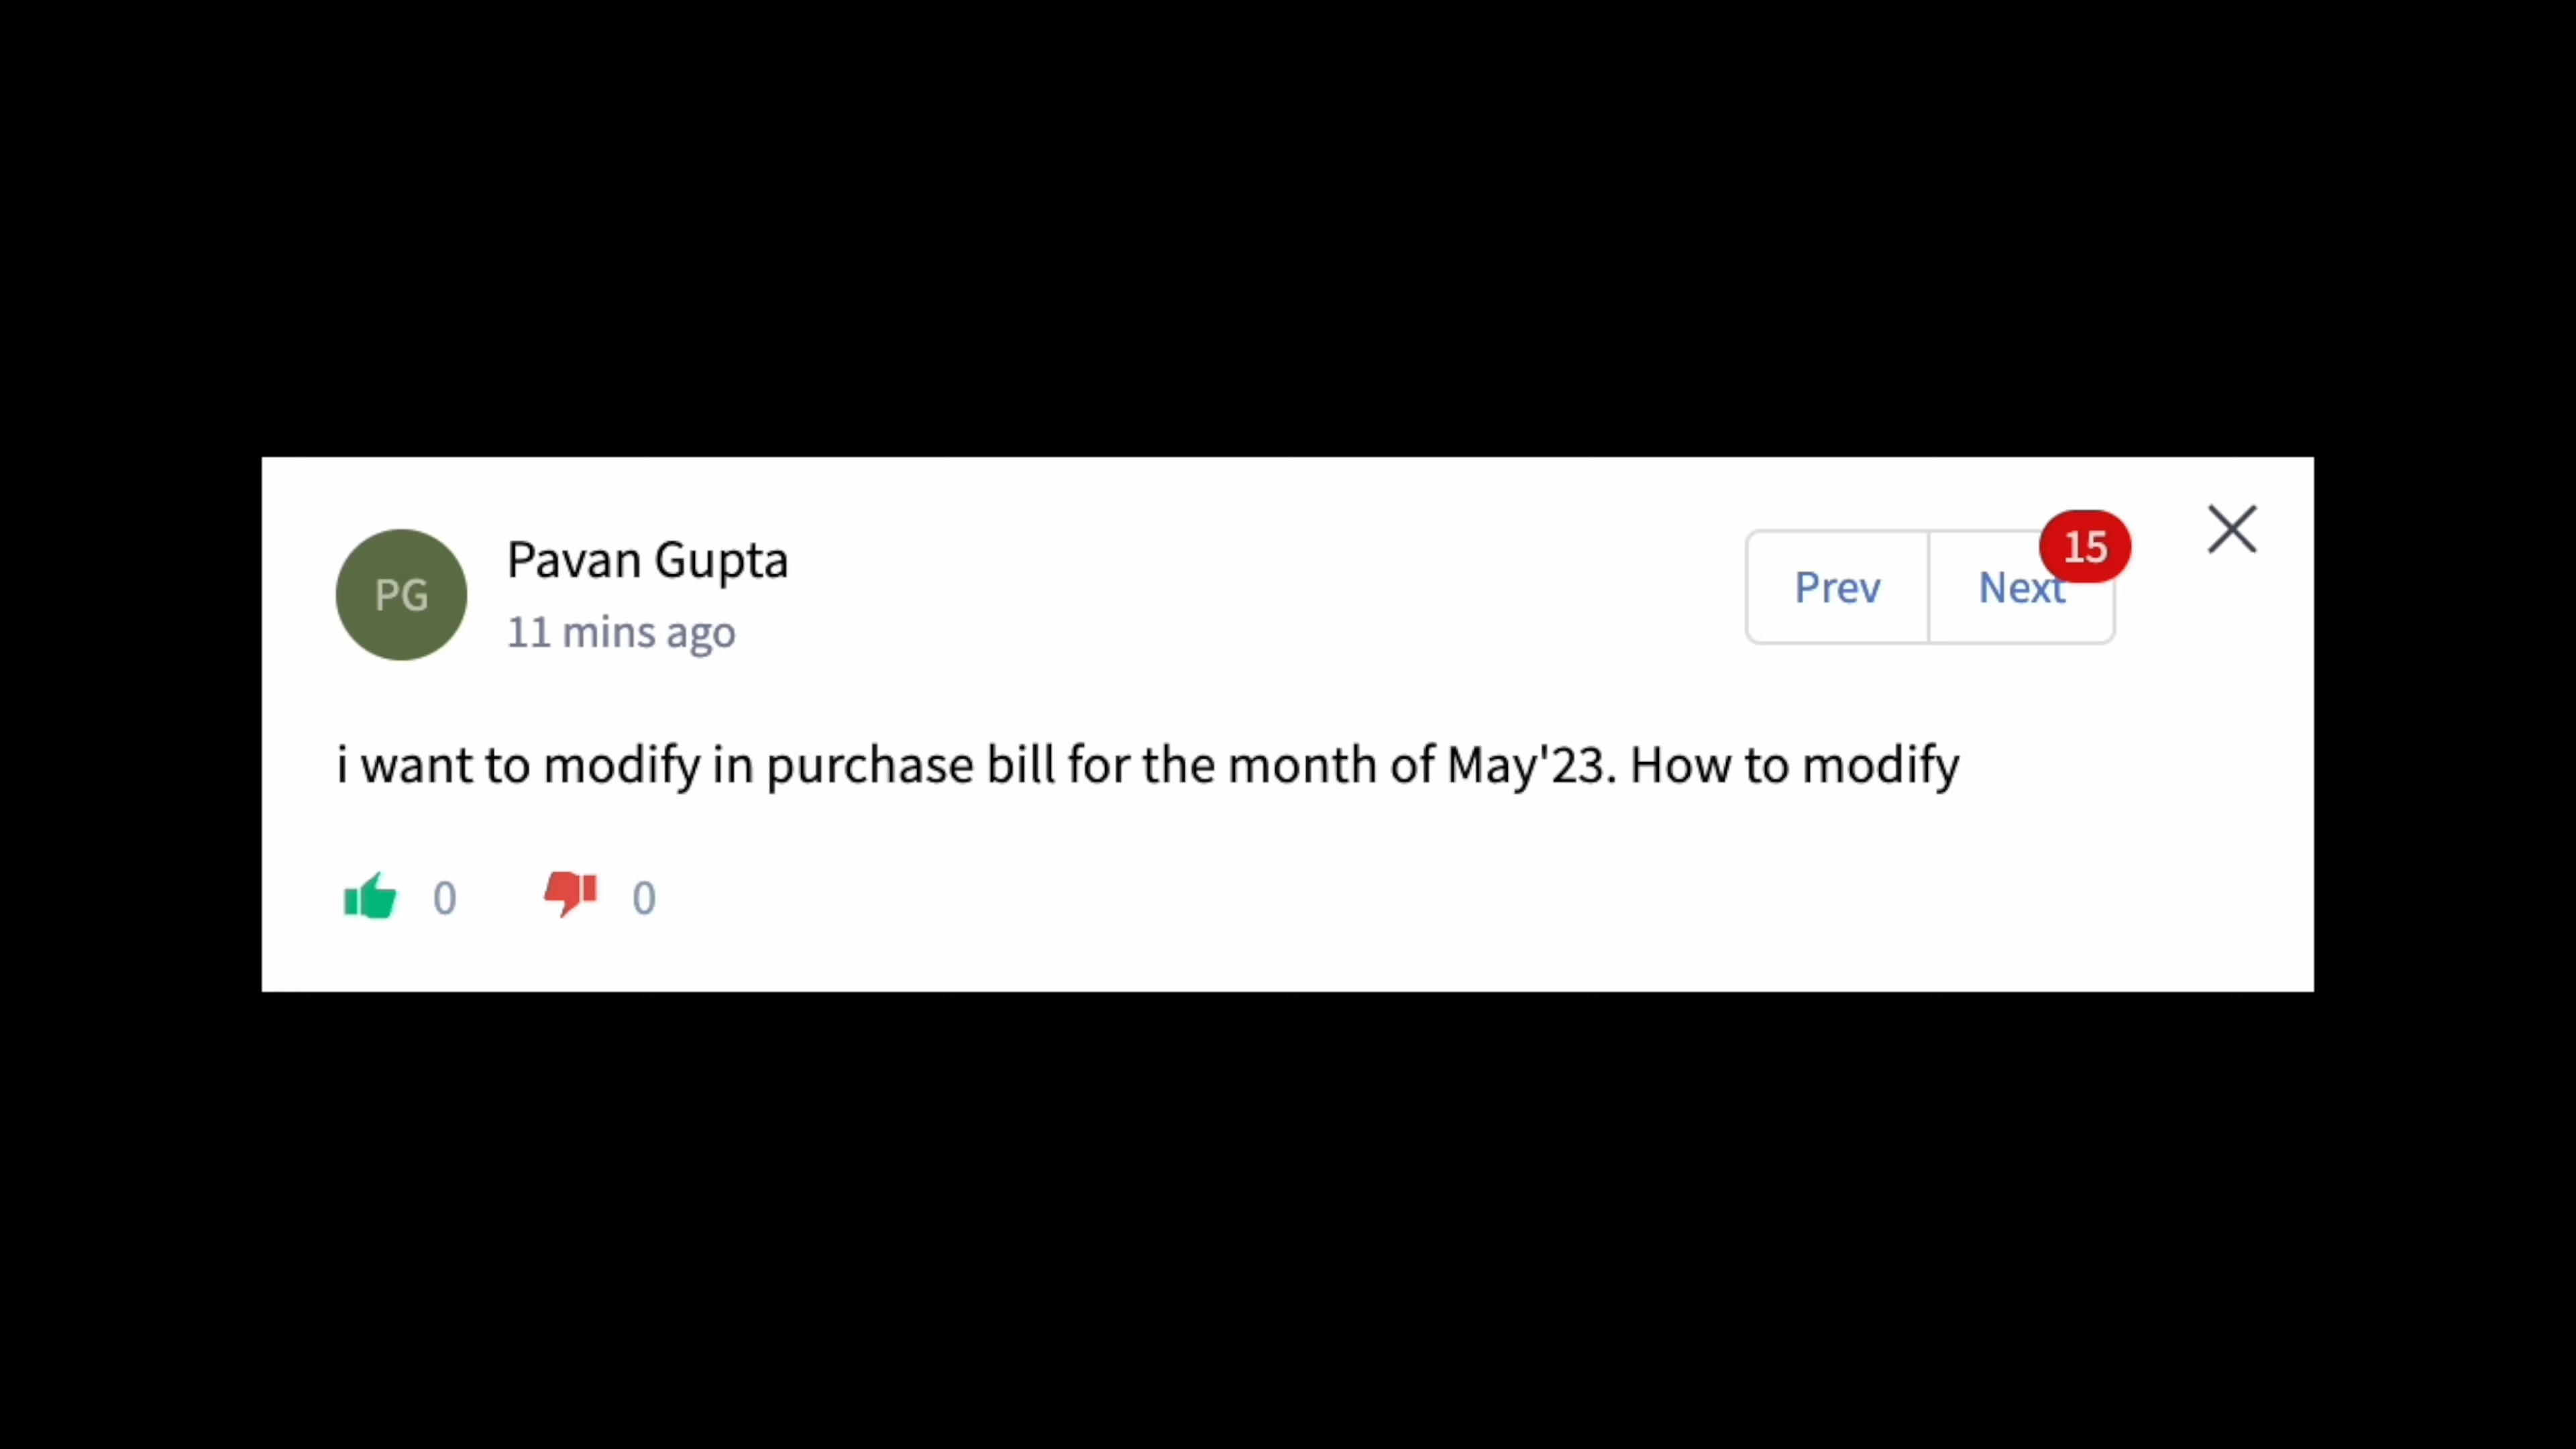 PG
Pavan Gupta
11 mins ago
Prev
Next
15
i want to modify in purchase bill for the month of May'23. How to modify
0
0